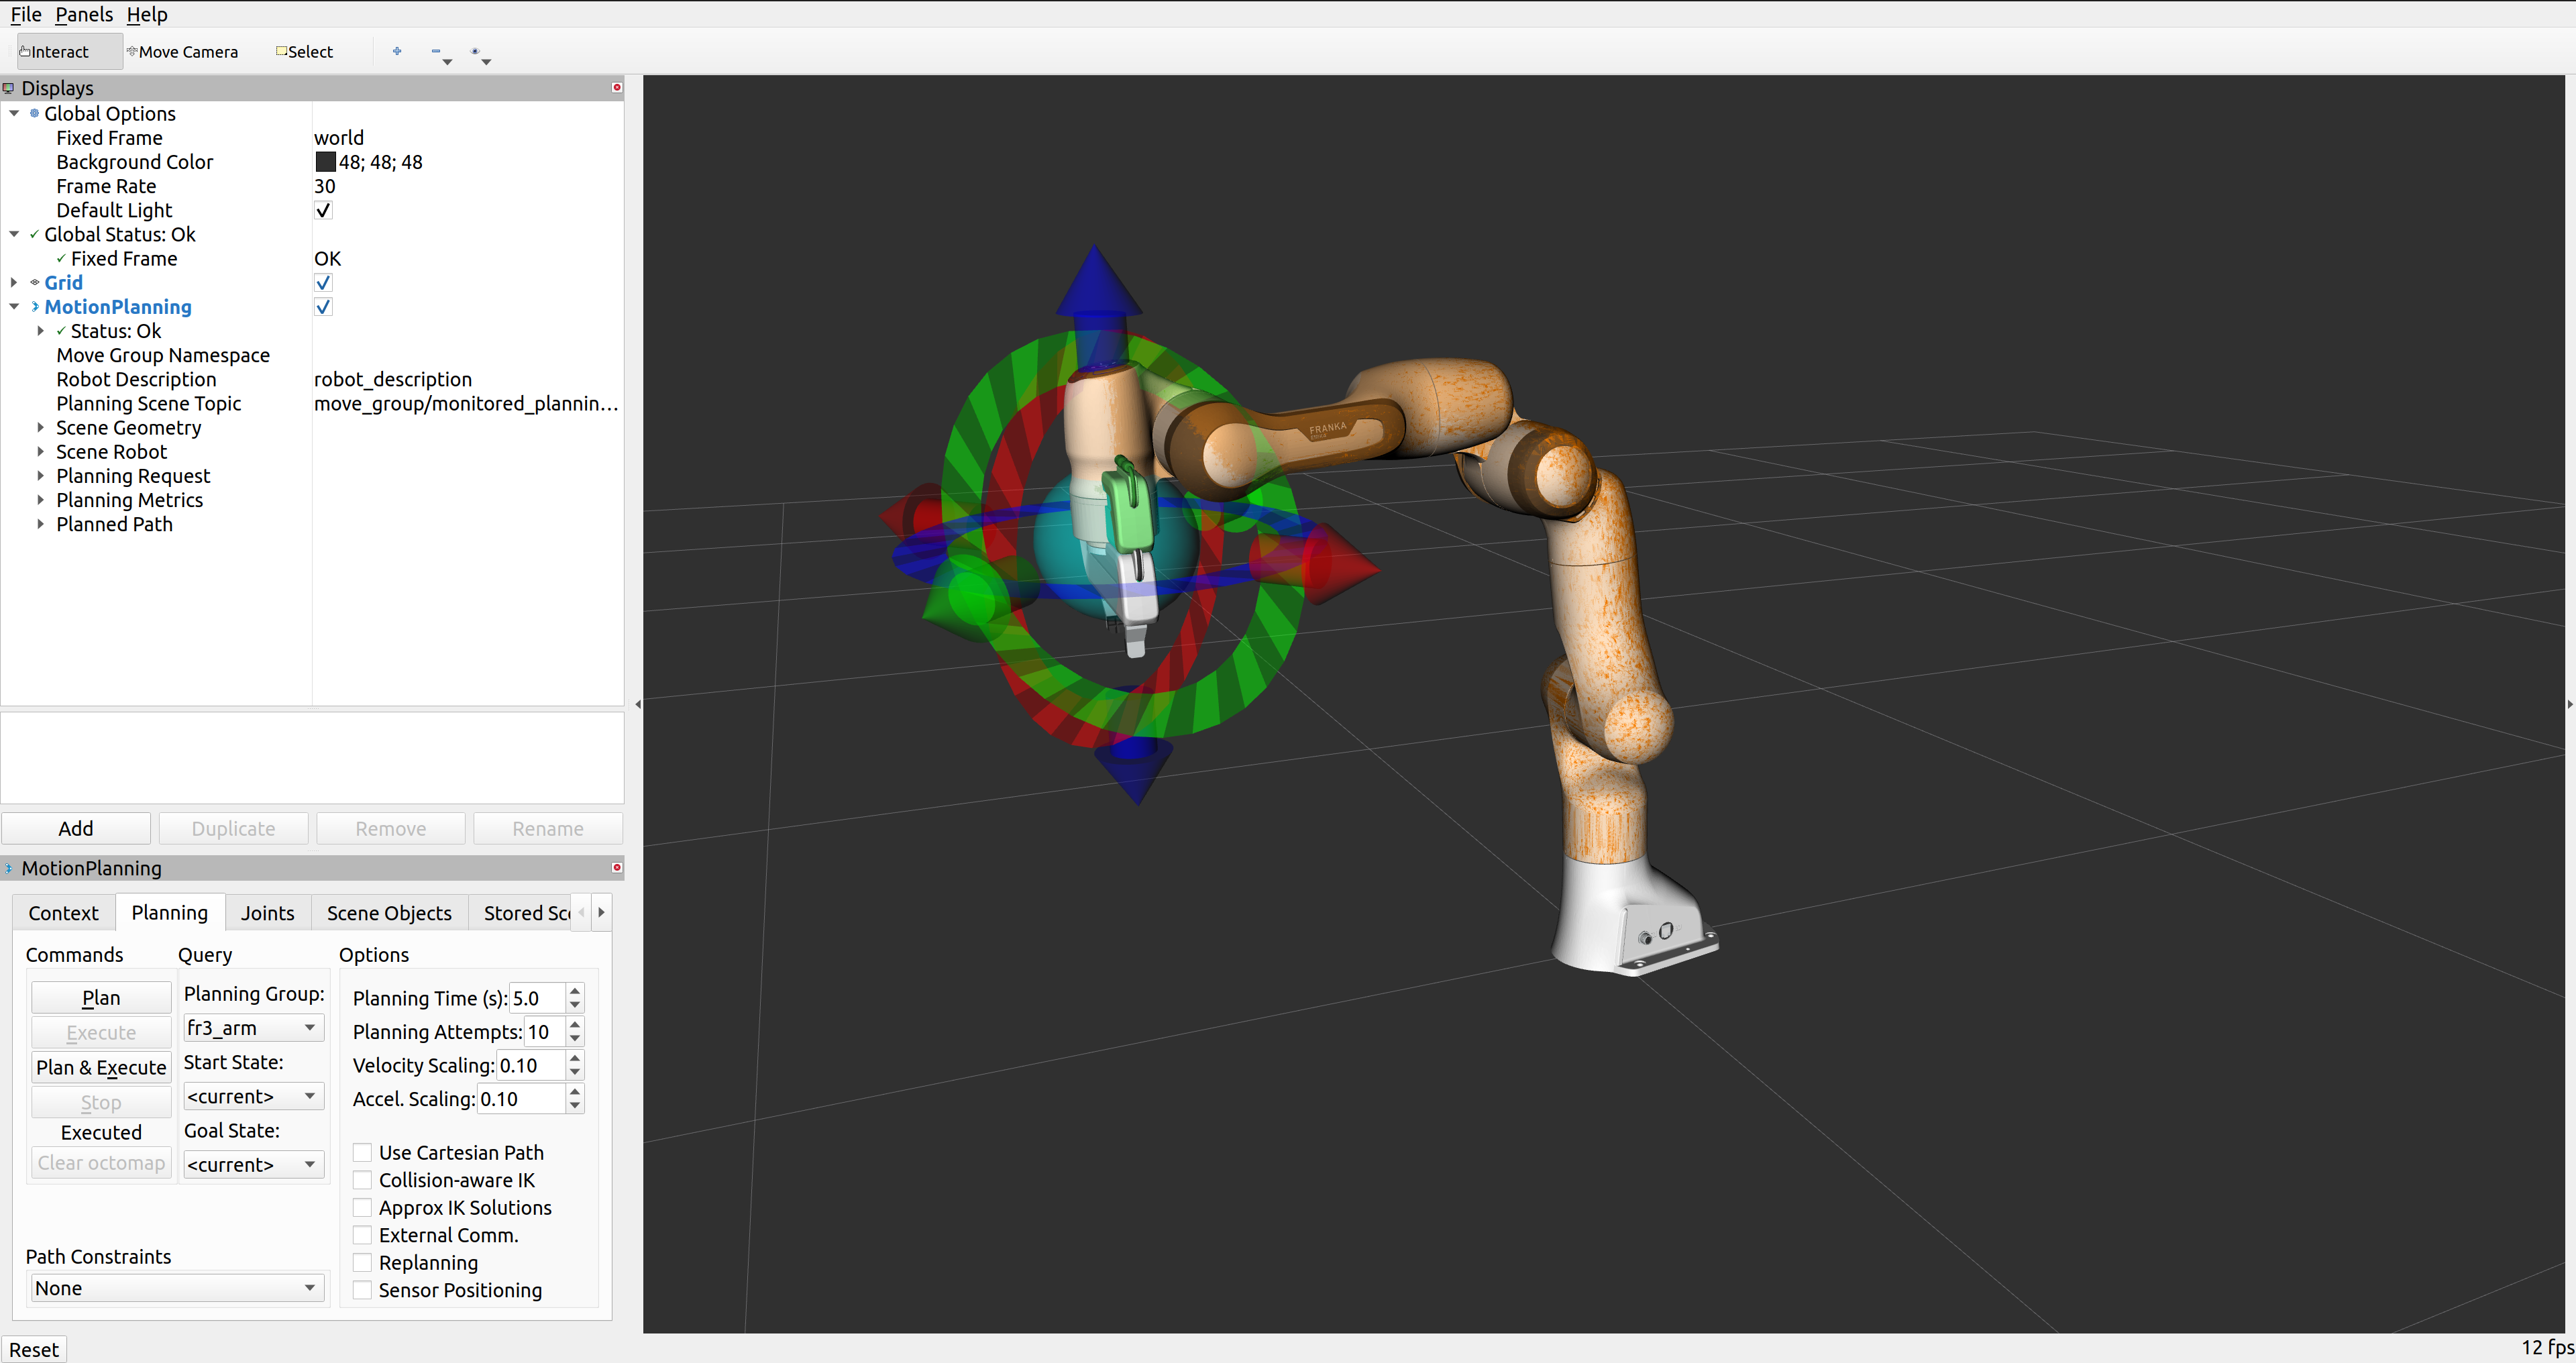 File Panels Help
Interact Move Camera Select
Displays
Global Options
Fixed Frame world
Background Color 48; 48; 48
Frame Rate 30
Default Light
Global Status: Ok
Fixed Frame OK
Grid
MotionPlanning
Status: Ok
Move Group Namespace
Robot Description robot_description
Planning Scene Topic move_group/monitored_plannin...
Scene Geometry
Scene Robot
Planning Request
Planning Metrics
Planned Path
FRANKA
Add Duplicate Remove Rename
MotionPlanning
Context Planning Joints Scene Objects Stored Sc
Commands Query Options
Plan
Execute
Plan & Execute
Stop
Executed
Clear octomap
Planning Group:
fr3_arm
Start State:
<current>
Goal State:
<current>
Planning Time (s): 5.0
Planning Attempts: 10
Velocity Scaling: 0.10
Accel. Scaling: 0.10
Use Cartesian Path
Collision-aware IK
Approx IK Solutions
External Comm.
Replanning
Sensor Positioning
Path Constraints
None
Reset
12 fps